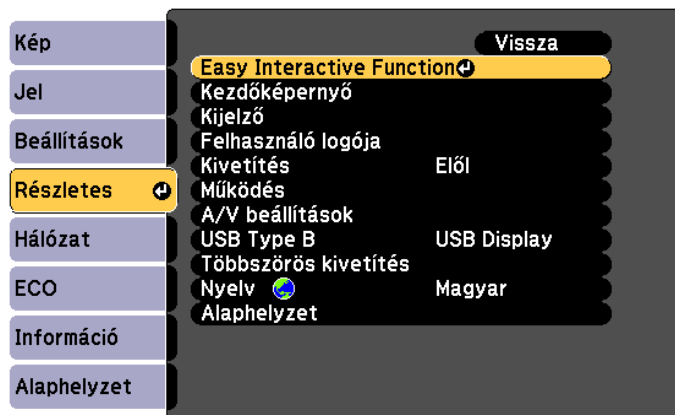 Kép
Jel
Beállítások
Részletes
Hálózat
ECO
Információ
Alaphelyzet
Vissza
Easy Interactive Function
Kezdőképernyő
Kijelző
Felhasználó logója
Kivetítés Elől
Működés
A/V beállítások
USB Type B USB Display
Többszörös kivetítés
Nyelv Magyar
Alaphelyzet